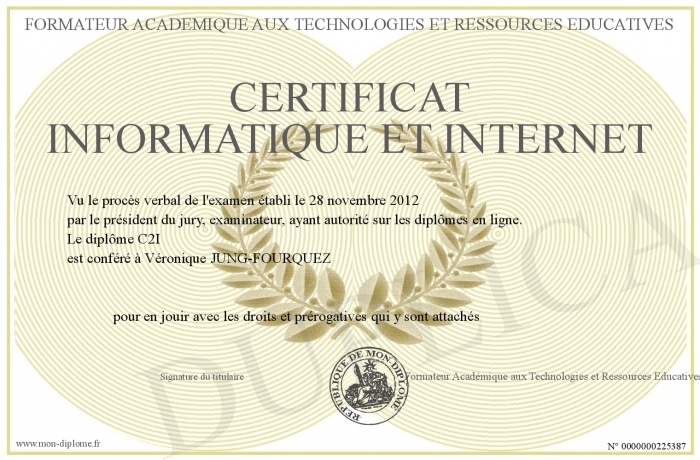 FORMATEUR ACADEMIQUE AUX TECHNOLOGIES ET RESSOURCES EDUCATIVES
CERTIFICAT
INFORMATIQUE ET INTERNET
Vu le procès verbal de l'examen établi le 28 novembre 2012
par le président du jury, examinateur, ayant autorité sur les diplômes en ligne.
Le diplôme C2I
est conféré à Véronique JUNG-FOURQUEZ
pour en jouir avec les droits et prérogatives qui y sont attachés
Signature du titulaire
Formateur Académique aux Technologies et Ressources Educatives
REPUBLIQUE DE MON-DIPLOME
DUPLICATA
www.mon-diplome.fr
N° 0000000225387